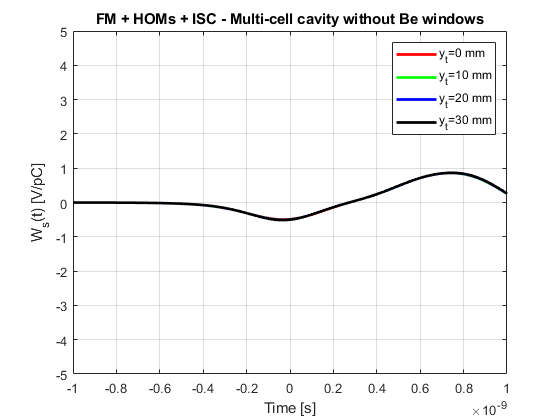 FM + HOMs + ISC - Multi-cell cavity without Be windows
5
4
3
2
1
0
-1
-2
-3
-4
-5
W_s(t) [V/pC]
y_t=0 mm
y_t=10 mm
y_t=20 mm
y_t=30 mm
-1 -0.8 -0.6 -0.4 -0.2 0 0.2 0.4 0.6 0.8 1
Time [s]
×10^-9